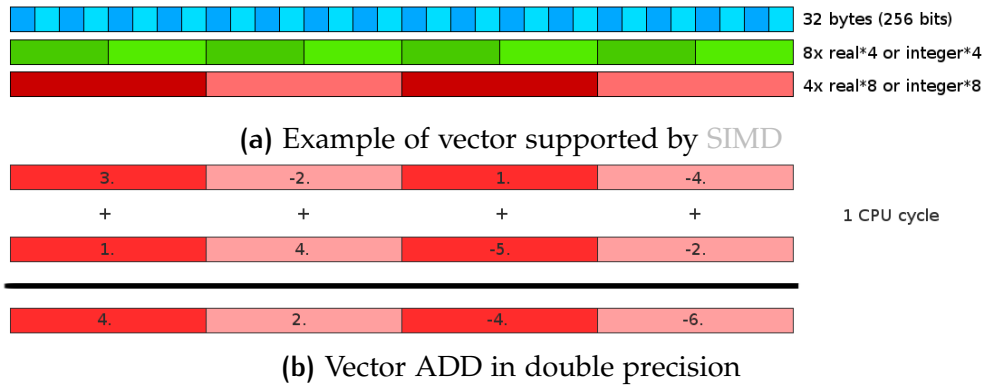 32 bytes (256 bits)
8x real*4 or integer*4
4x real*8 or integer*8
(a) Example of vector supported by SIMD
3. -2. 1. -4.
+ + + + 1 CPU cycle
1. 4. -5. -2.
4. 2. -4. -6.
(b) Vector ADD in double precision